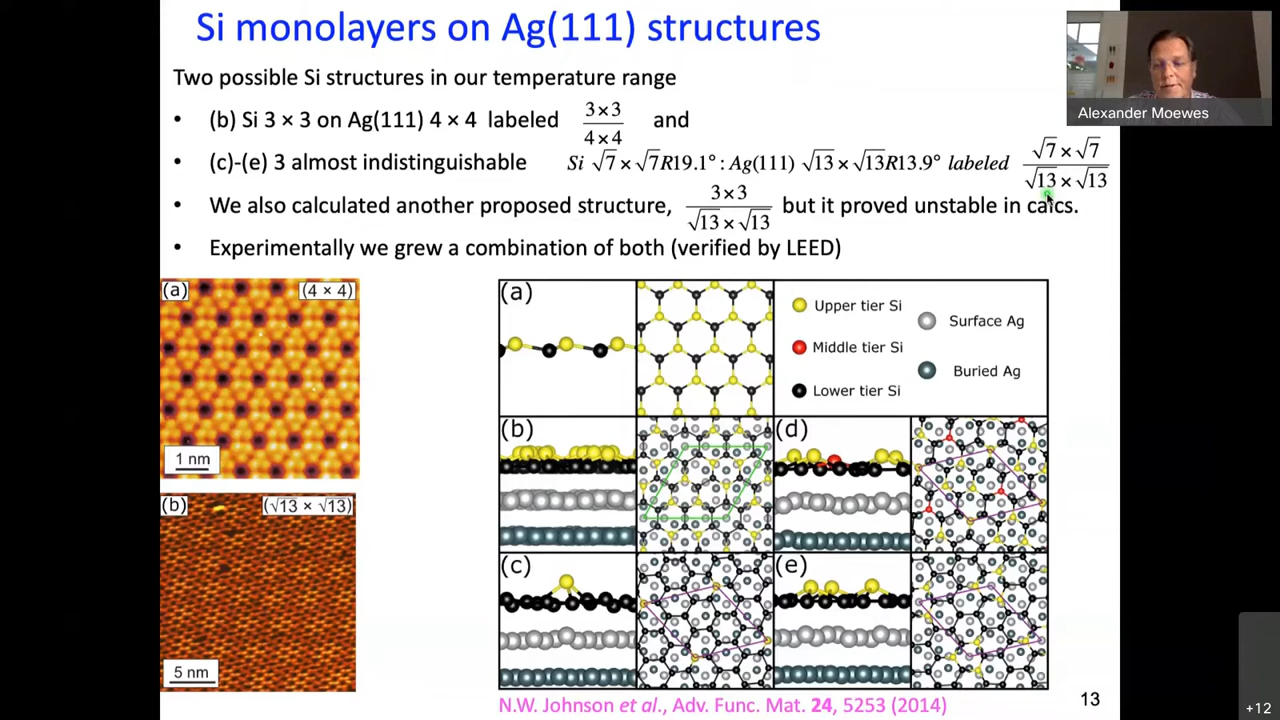 Si monolayers on Ag(111) structures
Alexander Moewes
Two possible Si structures in our temperature range
• (b) Si 3 × 3 on Ag(111) 4 × 4 labeled 3×3 / 4×4 and
• (c)-(e) 3 almost indistinguishable Si √7 × √7R19.1° : Ag(111) √13 × √13R13.9° labeled √7 × √7 / √13 × √13
• We also calculated another proposed structure, 3×3 / √13 × √13 but it proved unstable in calcs.
• Experimentally we grew a combination of both (verified by LEED)
(a) (4 × 4)
1 nm
(b) (√13 × √13)
5 nm
(a)
Upper tier Si
Middle tier Si
Lower tier Si
Surface Ag
Buried Ag
(b)
(d)
(c)
(e)
N.W. Johnson et al., Adv. Func. Mat. 24, 5253 (2014)
13
+12